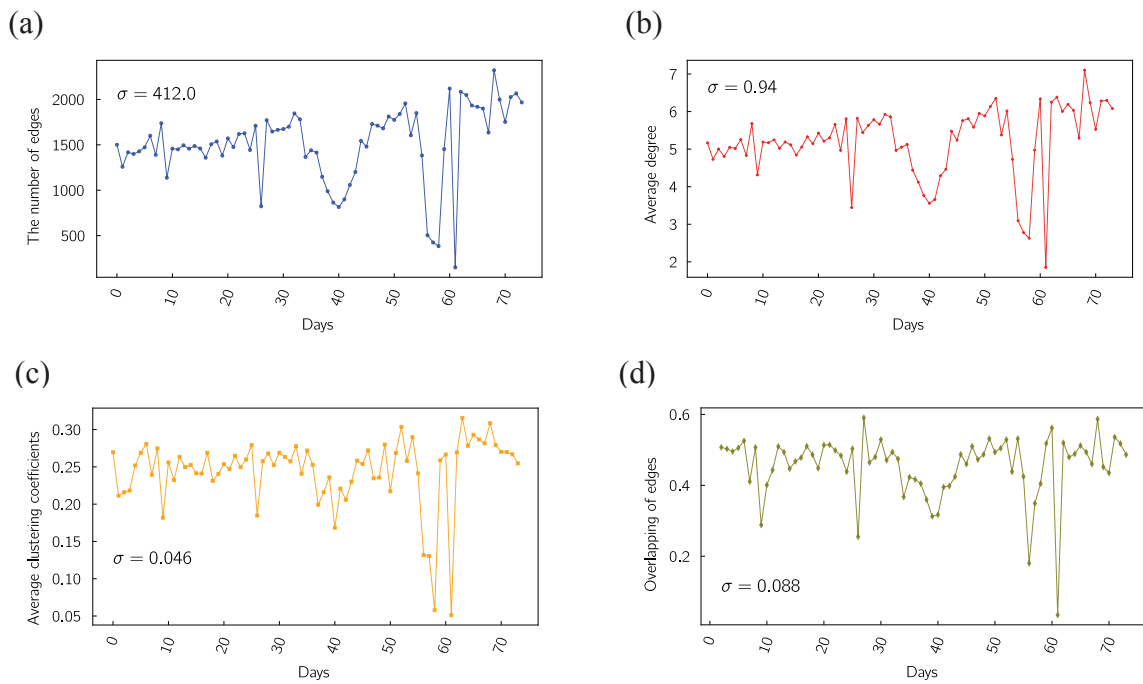 (a)
σ = 412.0
The number of edges
2000
1500
1000
500
0 10 20 30 40 50 60 70
Days
(b)
σ = 0.94
Average degree
7
6
5
4
3
2
0 10 20 30 40 50 60 70
Days
(c)
σ = 0.046
Average clustering coefficients
0.30
0.25
0.20
0.15
0.10
0.05
0 10 20 30 40 50 60 70
Days
(d)
σ = 0.088
Overlapping of edges
0.6
0.4
0.2
0 10 20 30 40 50 60 70
Days